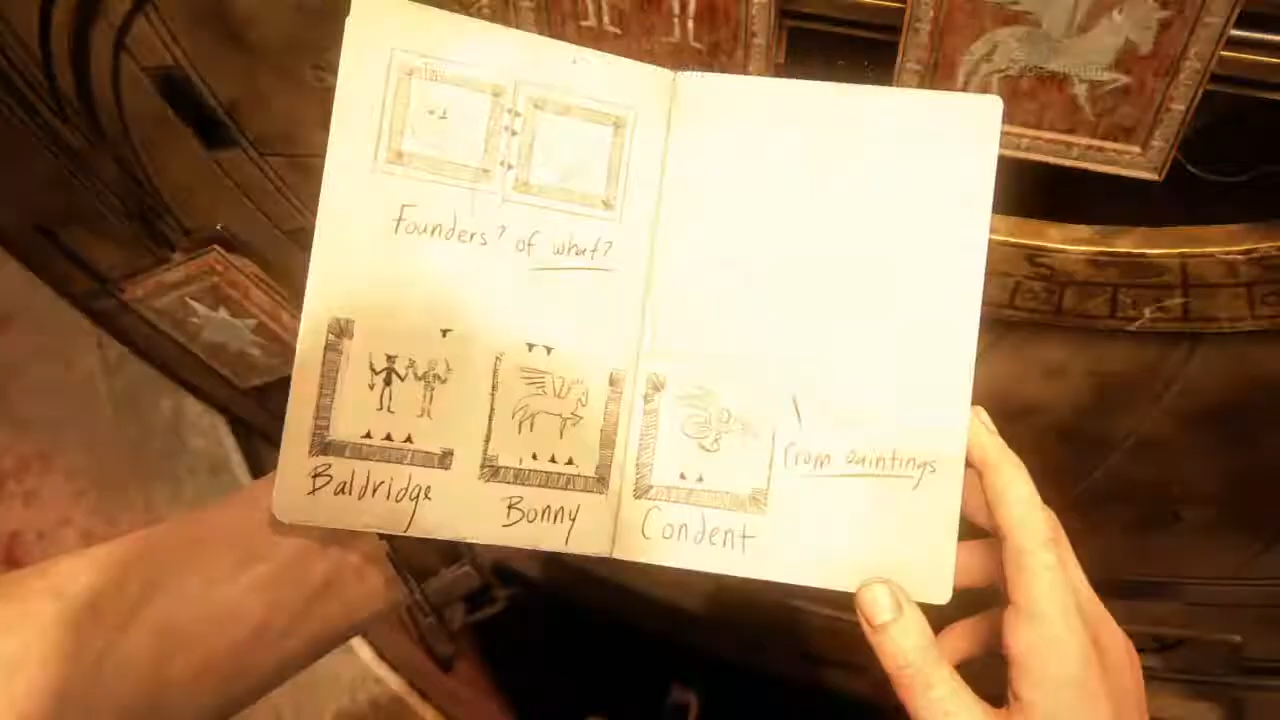 Founders? of what?
Baldridge
Bonny
Condent
From paintings